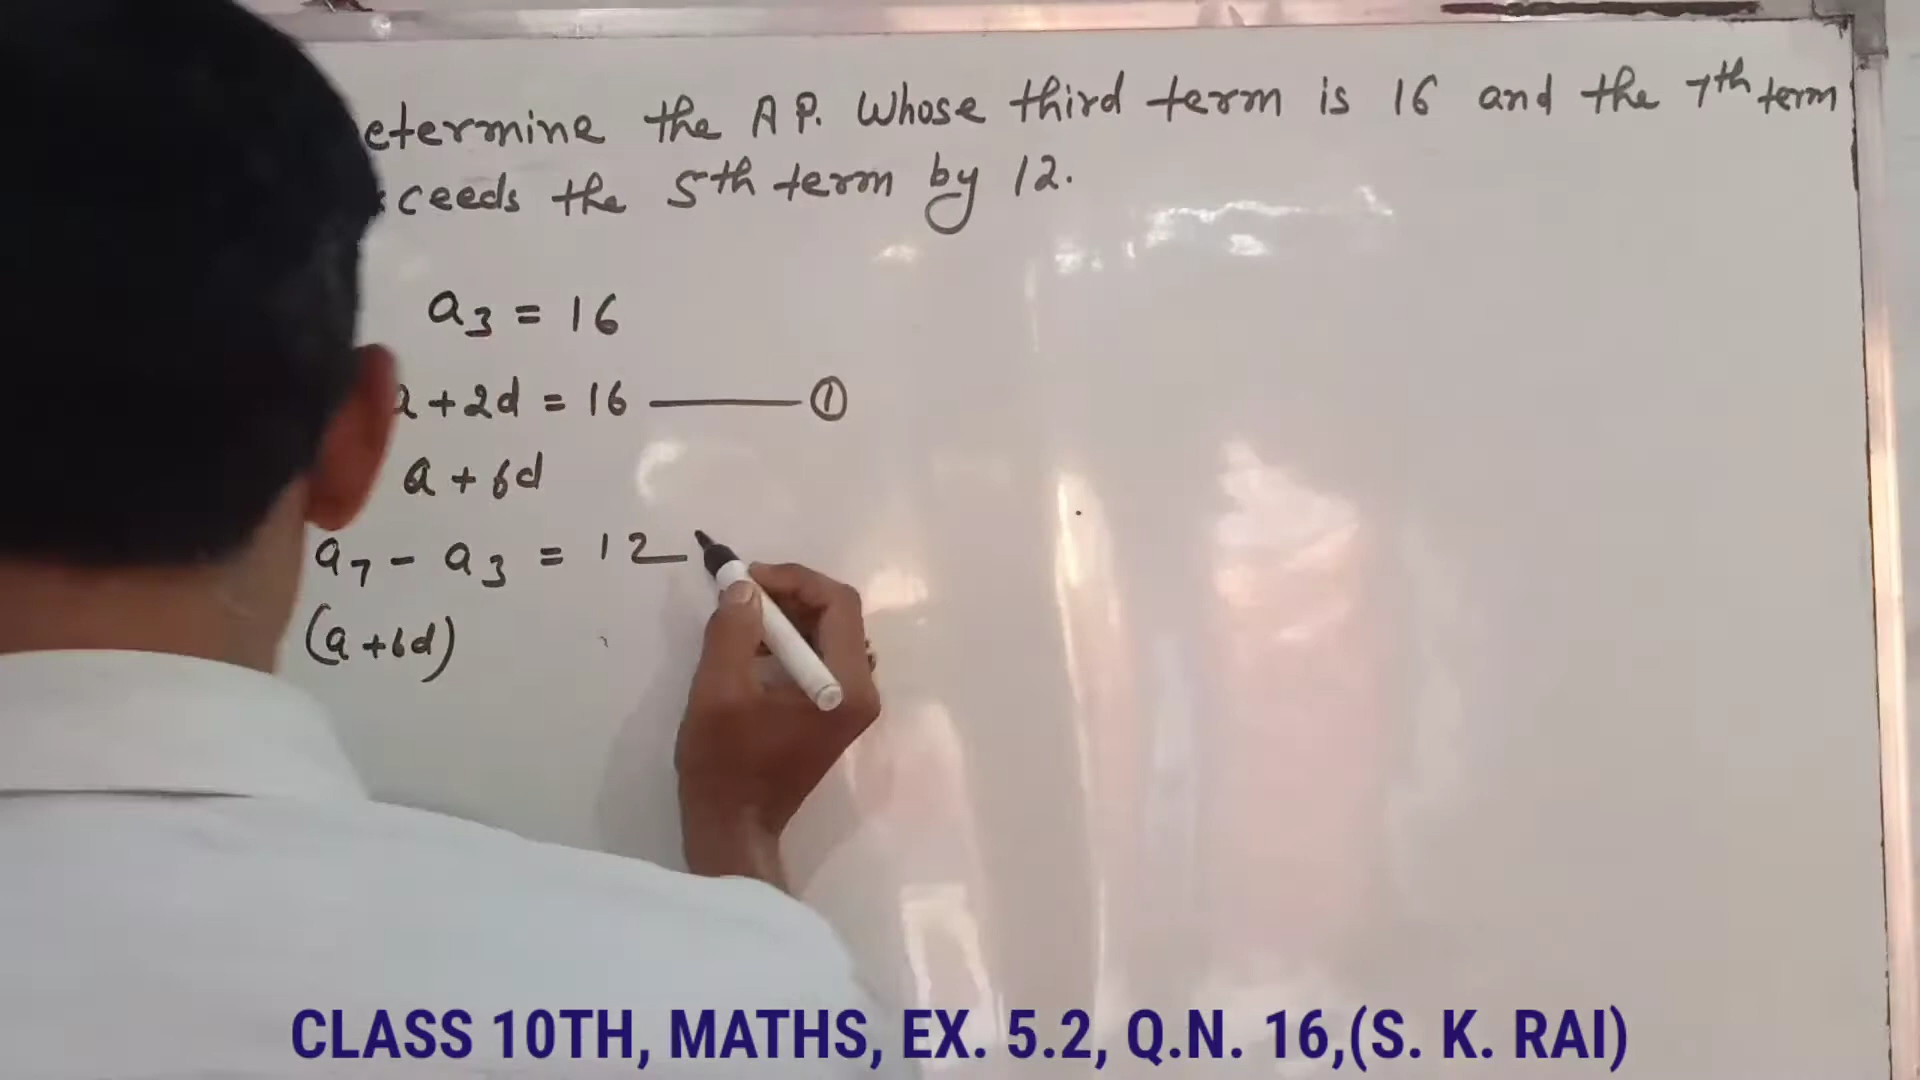 etermine the A P. Whose third term is 16 and the 7th term
ceeds the 5th term by 12.
a3 = 16
a + 2d = 16 ——— ①
a + 6d
a7 - a3 = 12
(a + 6d)
CLASS 10TH, MATHS, EX. 5.2, Q.N. 16,(S. K. RAI)